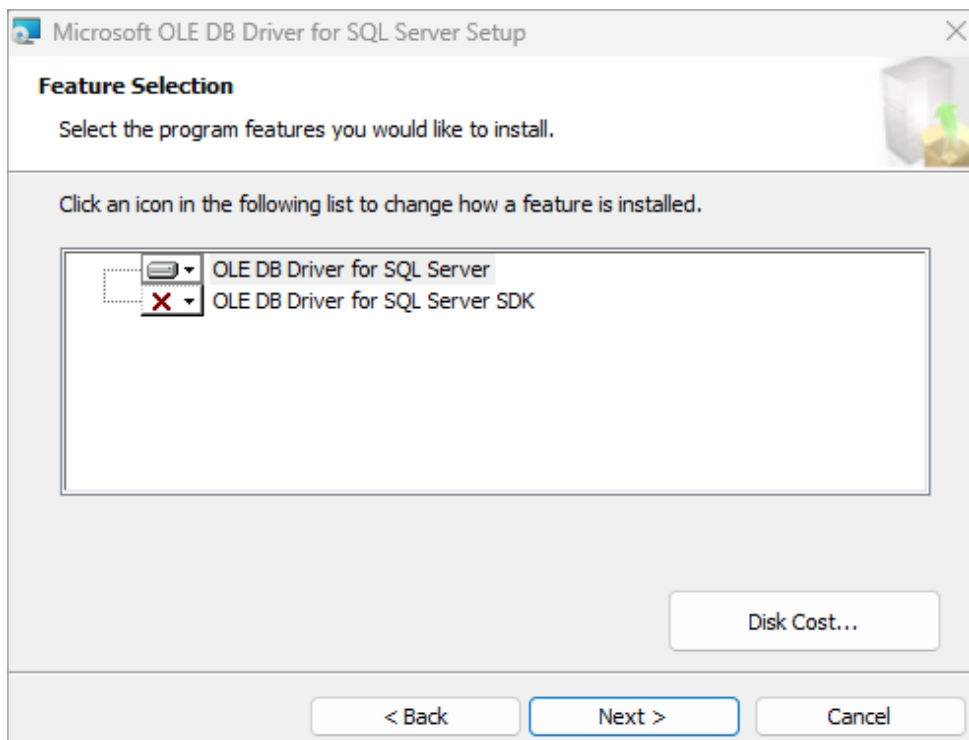 Microsoft OLE DB Driver for SQL Server Setup
Feature Selection
Select the program features you would like to install.
Click an icon in the following list to change how a feature is installed.
OLE DB Driver for SQL Server
OLE DB Driver for SQL Server SDK
Disk Cost...
< Back
Next >
Cancel